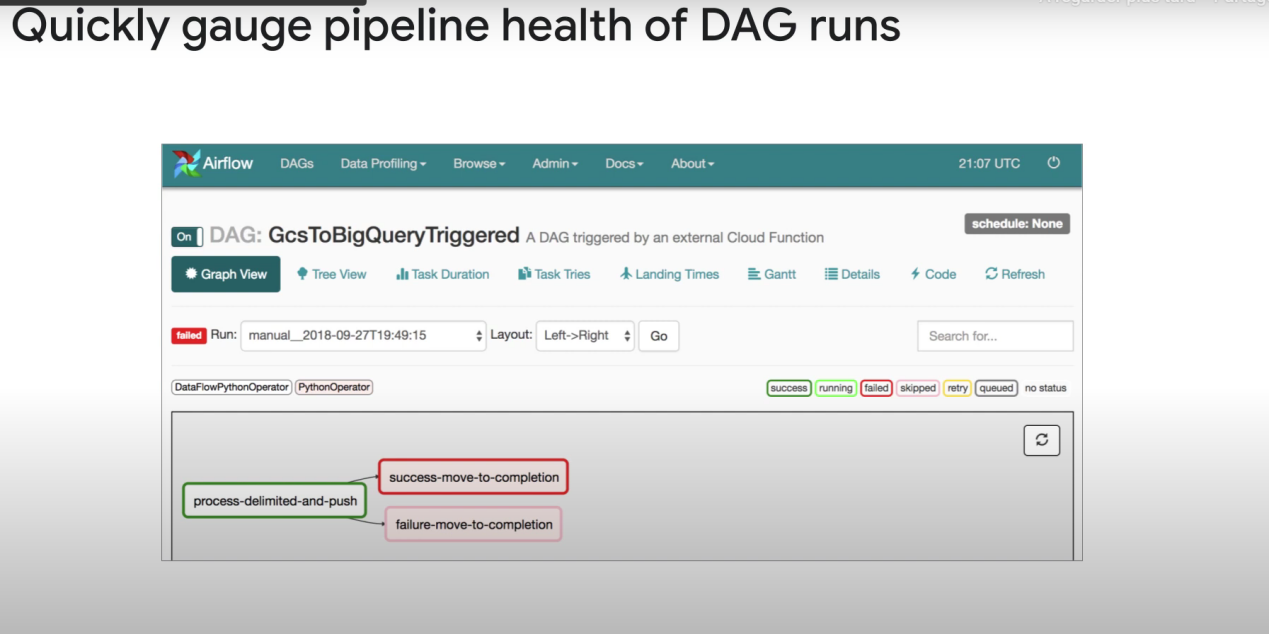 Quickly gauge pipeline health of DAG runs
Airflow DAGs Data Profiling Browse Admin Docs About 21:07 UTC
schedule: None
On DAG: GcsToBigQueryTriggered A DAG triggered by an external Cloud Function
Graph View Tree View Task Duration Task Tries Landing Times Gantt Details Code Refresh
failed Run: manual__2018-09-27T19:49:15 Layout: Left->Right Go Search for...
DataFlowPythonOperator PythonOperator success running failed skipped retry queued no status
success-move-to-completion
process-delimited-and-push
failure-move-to-completion